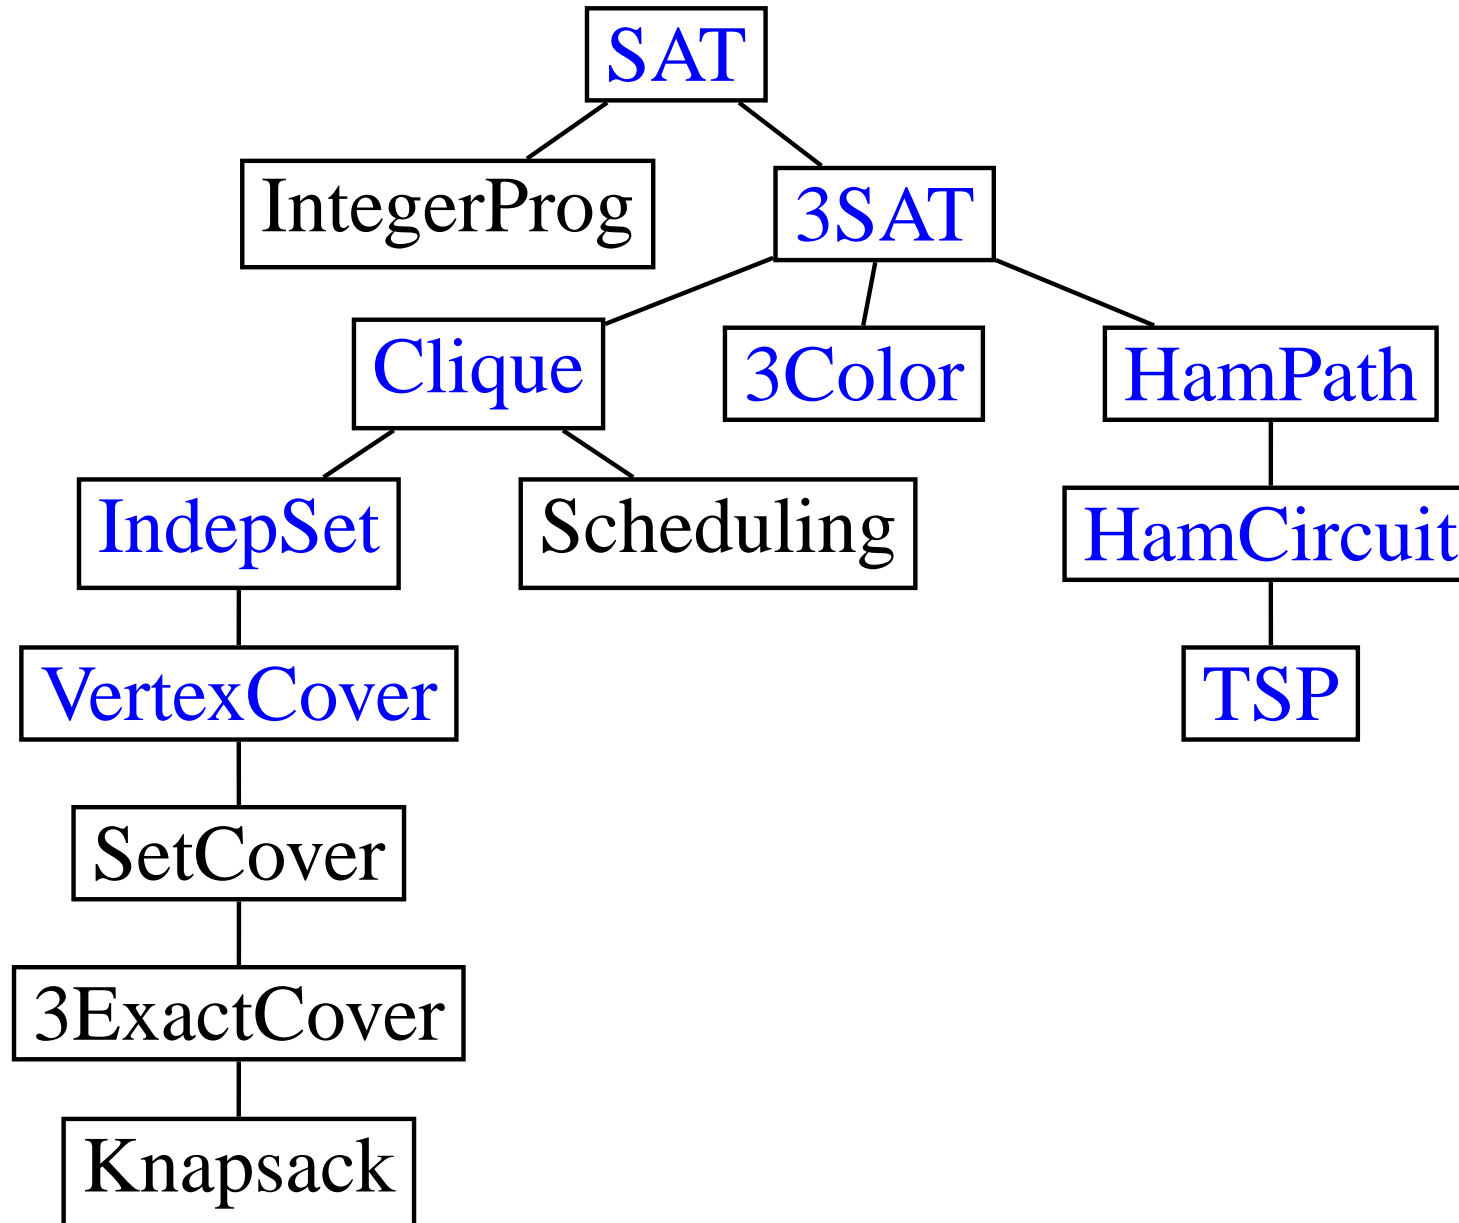 SAT
IntegerProg
3SAT
Clique
3Color
HamPath
IndepSet
Scheduling
HamCircuit
VertexCover
TSP
SetCover
3ExactCover
Knapsack